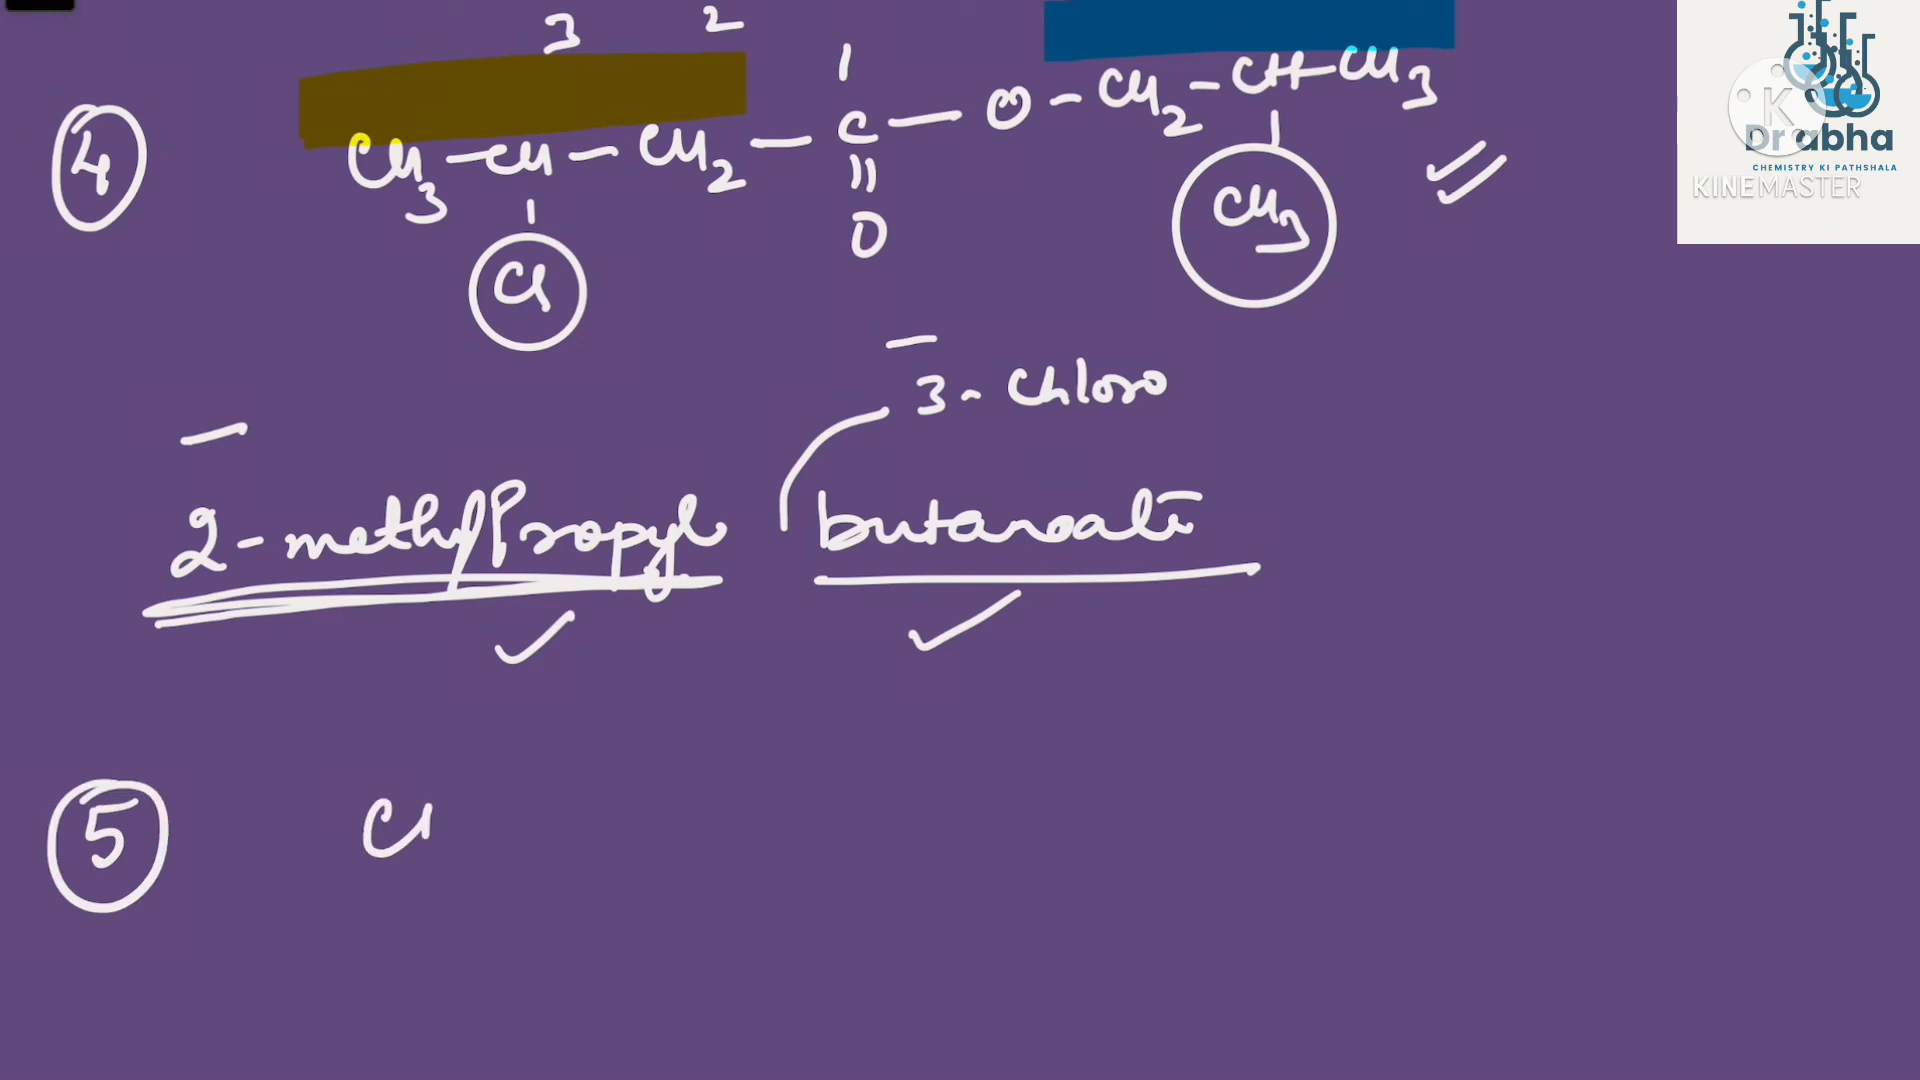 3 2
1
④ CH3 – CH – CH2 – C – O – CH2 – CH – CH3
| || |
Cl O CH3
3 - Chloro
2 - methylPropyl butanoate
⑤ Cl
Dr abha
CHEMISTRY KI PATHSHALA
K
KINEMASTER